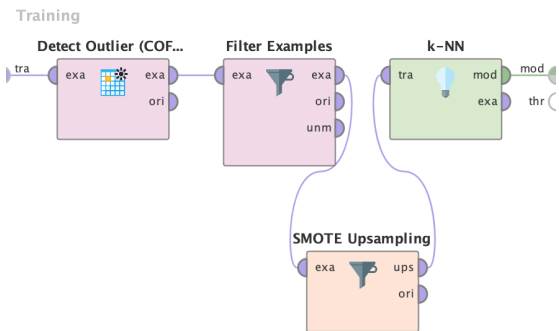 Training
Detect Outlier (COF...
Filter Examples
k-NN
tra
exa
exa
ori
exa
exa
ori
unm
tra
mod
exa
mod
thr
SMOTE Upsampling
exa
ups
ori